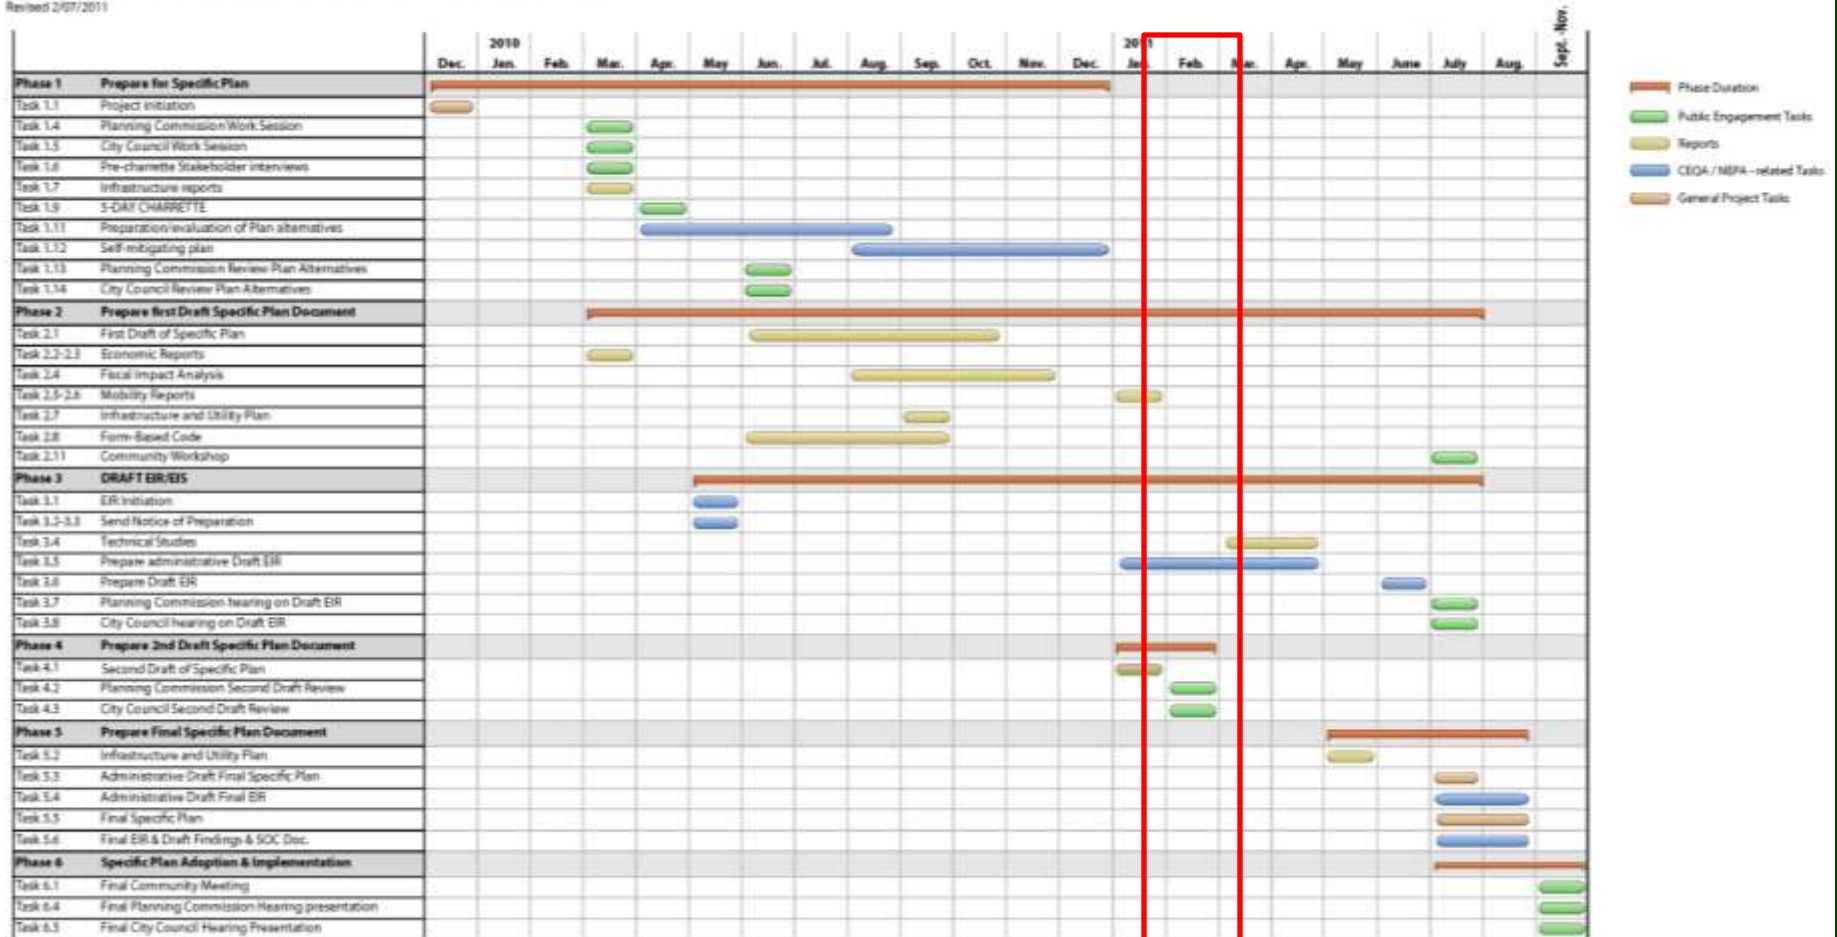 Revised 2/07/2011
Sept. -Nov.
2010 2011
Dec. Jan. Feb. Mar. Apr. May Jun. Jul. Aug. Sep. Oct. Nov. Dec. Jan. Feb. Mar. Apr. May June July Aug.
Phase 1 Prepare for Specific Plan
Task 1.1 Project initiation
Task 1.4 Planning Commission Work Session
Task 1.5 City Council Work Session
Task 1.6 Pre-charrette Stakeholder interviews
Task 1.7 Infrastructure reports
Task 1.9 5-DAY CHARRETTE
Task 1.11 Preparation/evaluation of Plan alternatives
Task 1.12 Self-mitigating plan
Task 1.13 Planning Commission Review Plan Alternatives
Task 1.14 City Council Review Plan Alternatives
Phase 2 Prepare first Draft Specific Plan Document
Task 2.1 First Draft of Specific Plan
Task 2.2-2.3 Economic Reports
Task 2.4 Fiscal Impact Analysis
Task 2.5-2.6 Mobility Reports
Task 2.7 Infrastructure and Utility Plan
Task 2.8 Form-Based Code
Task 2.11 Community Workshop
Phase 3 DRAFT EIR/EIS
Task 3.1 EIR Initiation
Task 3.2-3.3 Send Notice of Preparation
Task 3.4 Technical Studies
Task 3.5 Prepare administrative Draft EIR
Task 3.6 Prepare Draft EIR
Task 3.7 Planning Commission hearing on Draft EIR
Task 3.8 City Council hearing on Draft EIR
Phase 4 Prepare 2nd Draft Specific Plan Document
Task 4.1 Second Draft of Specific Plan
Task 4.2 Planning Commission Second Draft Review
Task 4.3 City Council Second Draft Review
Phase 5 Prepare Final Specific Plan Document
Task 5.2 Infrastructure and Utility Plan
Task 5.3 Administrative Draft Final Specific Plan
Task 5.4 Administrative Draft Final EIR
Task 5.5 Final Specific Plan
Task 5.6 Final EIR & Draft Findings & SOC Doc.
Phase 6 Specific Plan Adoption & Implementation
Task 6.1 Final Community Meeting
Task 6.4 Final Planning Commission Hearing presentation
Task 6.5 Final City Council Hearing Presentation
Phase Duration
Public Engagement Tasks
Reports
CEQA / NEPA - related Tasks
General Project Tasks